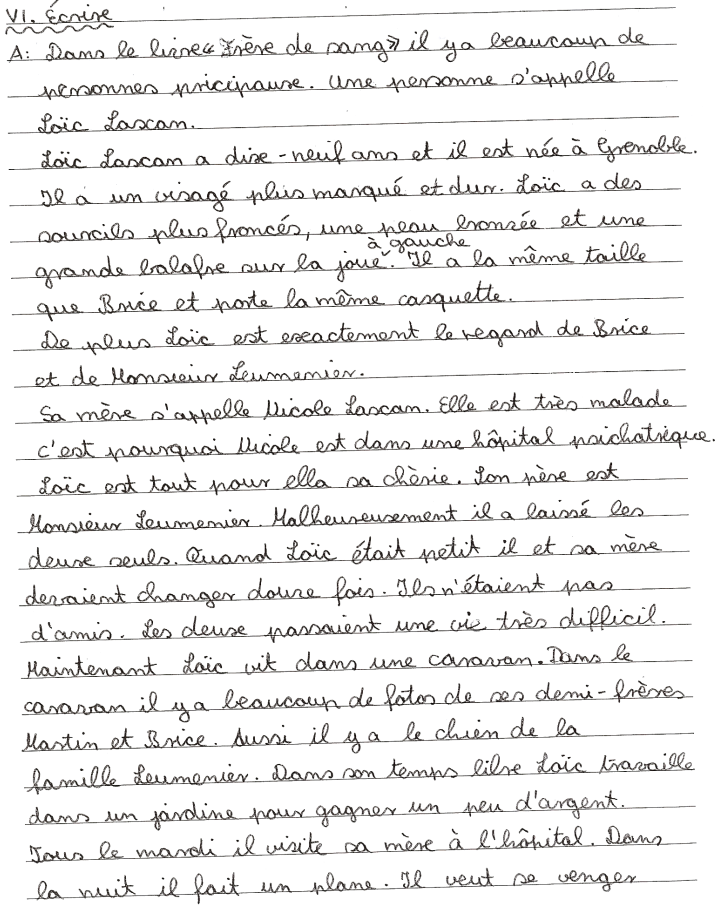 VI. Écrire
A: Dans le livre « Frère de sang » il y a beaucoup de
personnes pricipause. Une personne s'appelle
Loïc Lascan.
Loïc Lascan a dixe-neuf ans et il est née à Grenoble.
Il a un visagé plus marqué et dur. Loïc a des
sourcils plus froncés, une peau bronzée et une
grande balafre sur la joue à gauche. Il a la même taille
que Brice et porte la même casquette.
De plus Loïc est exactement le regard de Brice
et de Monsieur Leumenier.
Sa mère s'appelle Nicole Lascan. Elle est très malade
c'est pourquoi Nicole est dans une hôpital psichatrique.
Loïc est tout pour ella sa chèrie. Son père est
Monsieur Leumenier. Malheureusement il a laissé les
deuxe seuls. Quand Loïc était petit il et sa mère
devaient changer douze fois. Ils n'étaient pas
d'amis. Les deuxe passaient une vie très difficil.
Maintenant Loïc vit dans une caravan. Dans le
caravan il y a beaucoup de fotos de ses demi-frères
Martin et Brice. Aussi il y a le chien de la
famille Leumenier. Dans son temps libre Loïc travaille
dans un jardine pour gagner un peu d'argent.
Tous le mardi il visite sa mère à l'hôpital. Dans
la nuit il fait un plane. Il veut se venger